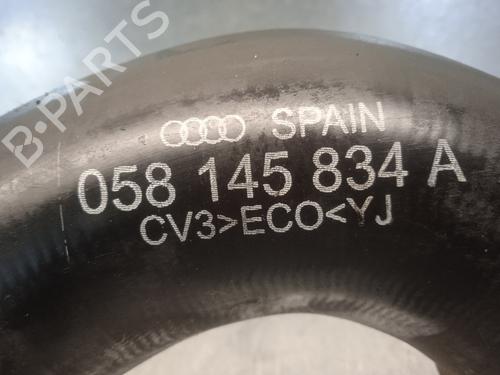 B-PARTS
SPAIN
058 145 834 A
CV3>ECO<YJ